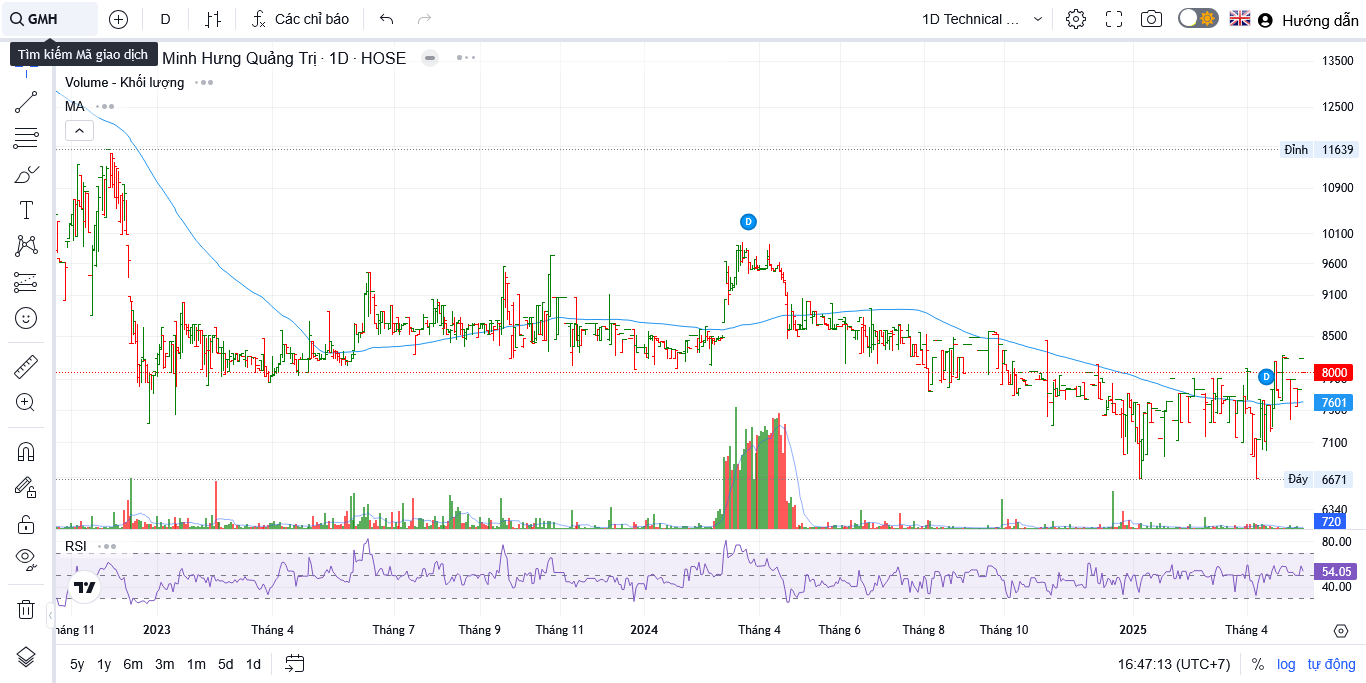 GMH D Các chỉ báo 1D Technical ... Hướng dẫn
Tìm kiếm Mã giao dịch
Minh Hưng Quảng Trị · 1D · HOSE
Volume - Khối lượng
MA
13500
12500
Đỉnh 11639
10900
10100
D
9600
9100
8500
D
8000
7601
7100
Đáy 6671
6340
720
RSI
80.00
54.05
40.00
háng 11 2023 Tháng 4 Tháng 7 Tháng 9 Tháng 11 2024 Tháng 4 Tháng 6 Tháng 8 Tháng 10 2025 Tháng 4
5y 1y 6m 3m 1m 5d 1d 16:47:13 (UTC+7) % log tự động